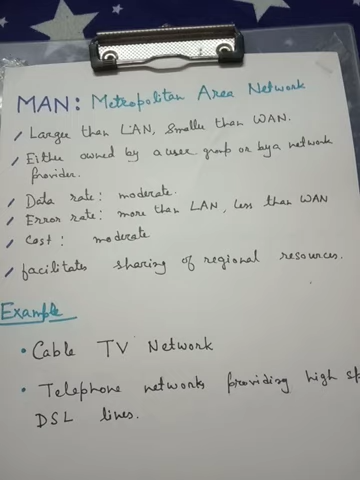 MAN: Metropolitan Area Network
Larger than LAN, Smaller than WAN.
Either owned by a user group or by a network
provider.
Data rate: moderate.
Error rate: more than LAN, less than WAN
Cost: moderate
facilitates sharing of regional resources.
Example
• Cable TV Network
• Telephone networks providing high
DSL lines.